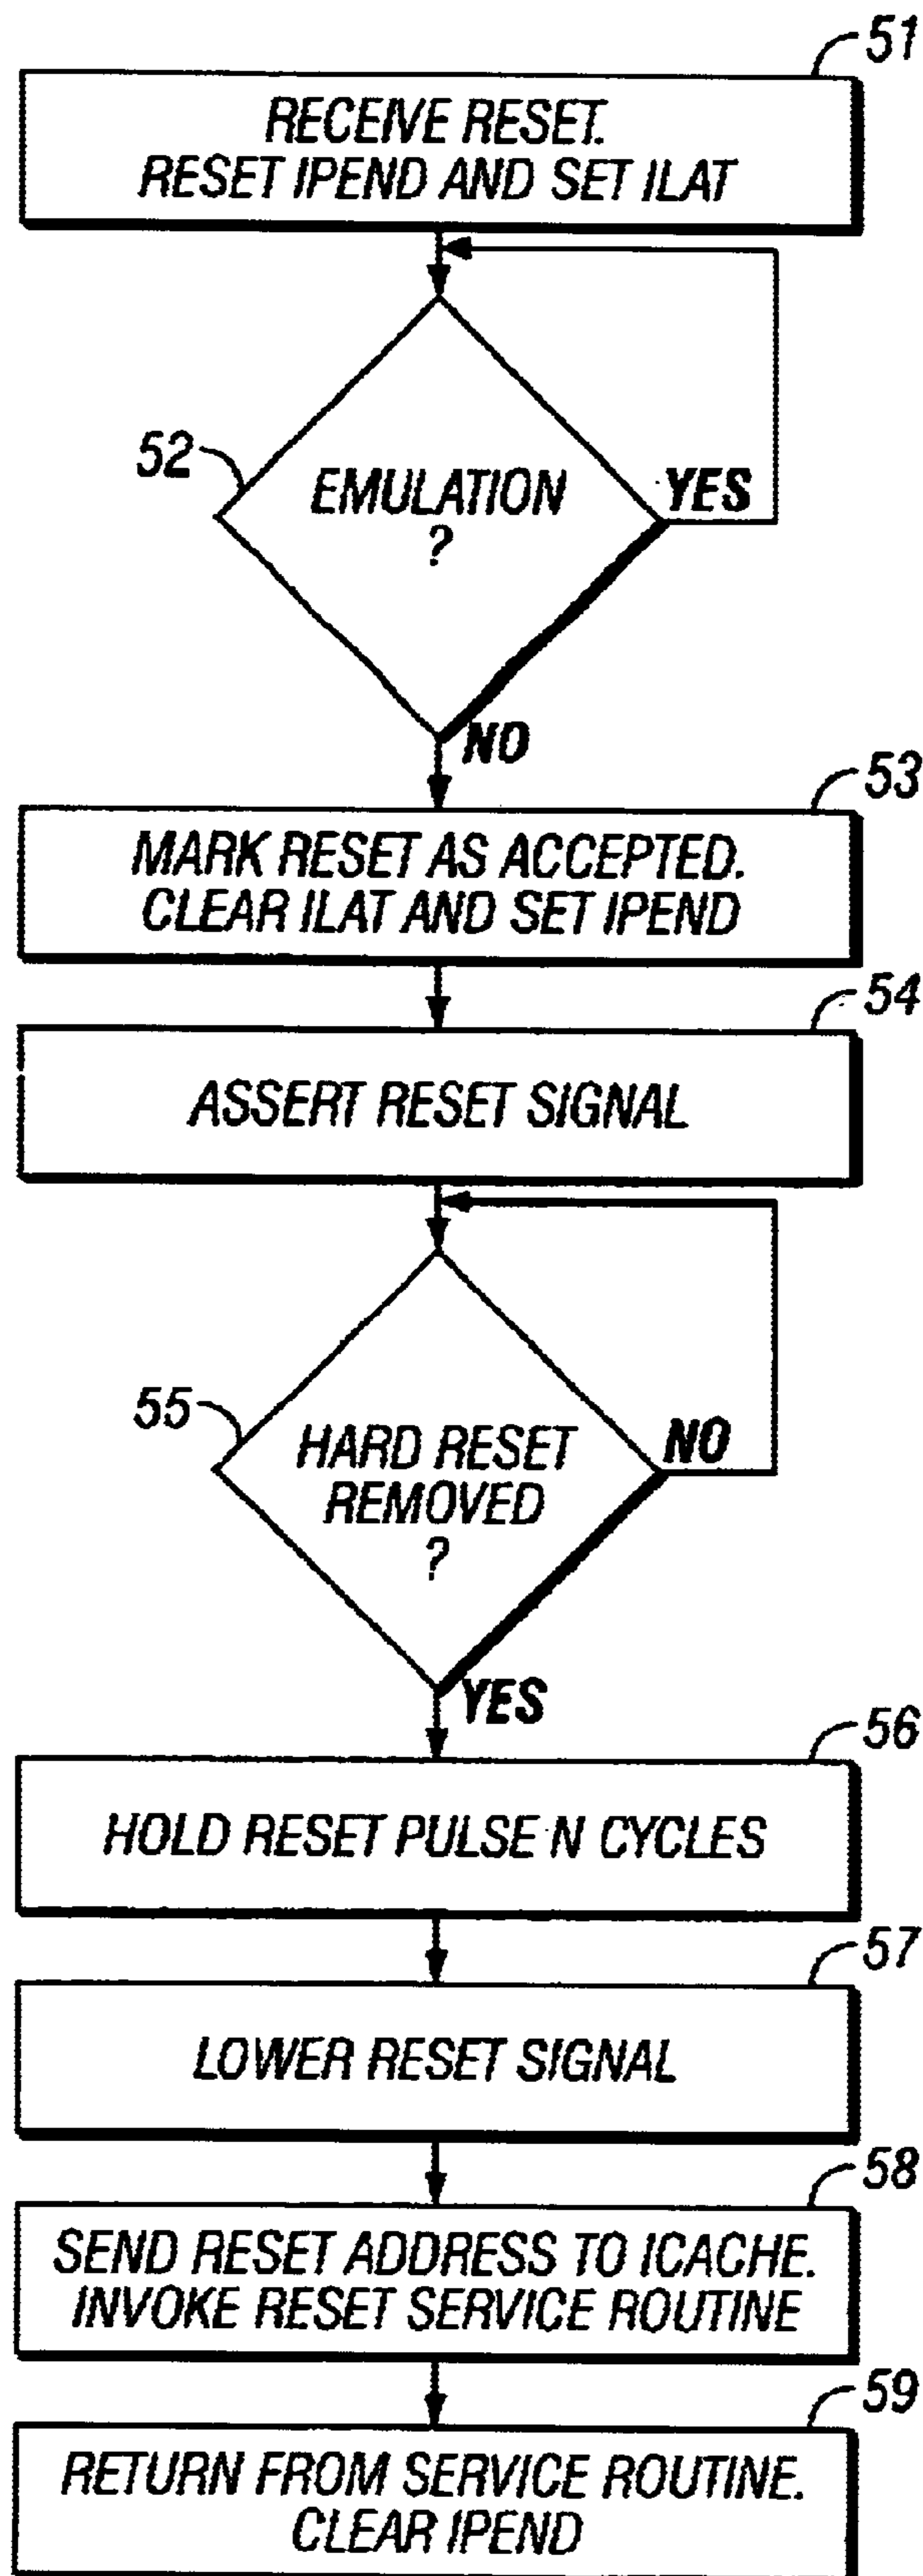 51
RECEIVE RESET.
RESET IPEND AND SET ILAT
52
EMULATION
?
YES
NO
53
MARK RESET AS ACCEPTED.
CLEAR ILAT AND SET IPEND
54
ASSERT RESET SIGNAL
55
HARD RESET
REMOVED
?
NO
YES
56
HOLD RESET PULSE N CYCLES
57
LOWER RESET SIGNAL
58
SEND RESET ADDRESS TO ICACHE.
INVOKE RESET SERVICE ROUTINE
59
RETURN FROM SERVICE ROUTINE.
CLEAR IPEND